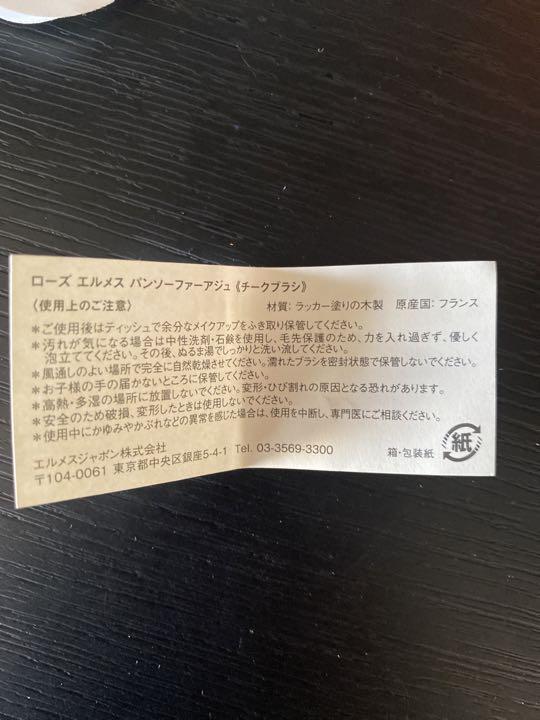 ローズ エルメス パンソーファーアジュ《チークブラシ》
〈使用上のご注意〉 材質：ラッカー塗りの木製 原産国：フランス
＊ご使用後はティッシュで余分なメイクアップをふき取り保管してください。
＊汚れが気になる場合は中性洗剤・石鹸を使用し、毛先保護のため、力を入れ過ぎず、優しく
泡立ててください。その後、ぬるま湯でしっかりと洗い流してください。
＊風通しのよい場所で完全に自然乾燥させてください。濡れたブラシを密封状態で保管しないでください。
＊お子様の手の届かないところに保管してください。
＊高熱・多湿の場所に放置しないでください。変形・ひび割れの原因となる恐れがあります。
＊安全のため破損、変形したときは使用しないでください。
＊使用中にかゆみやかぶれなどの異常を感じた場合は、使用を中断し、専門医にご相談ください。
エルメスジャポン株式会社
〒104-0061 東京都中央区銀座5-4-1 Tel. 03-3569-3300
箱・包装紙
紙